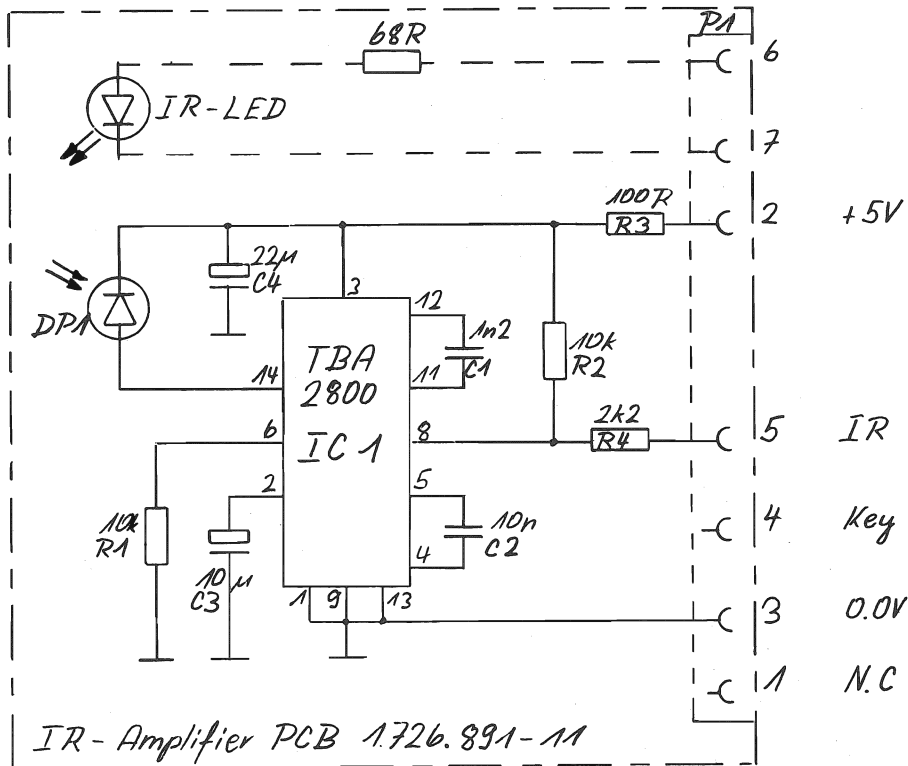 P1
68R
6
IR-LED
7
100R
R3
2
+5V
22µ
C4
3
DP1
12
1n2
C1
11
10k
R2
TBA
2800
IC1
14
6
8
2k2
R4
5
IR
2
5
10n
C2
4
4
Key
10k
R1
10µ
C3
1
9
13
3
0.0V
1
N.C
IR-Amplifier PCB 1.726.891-11